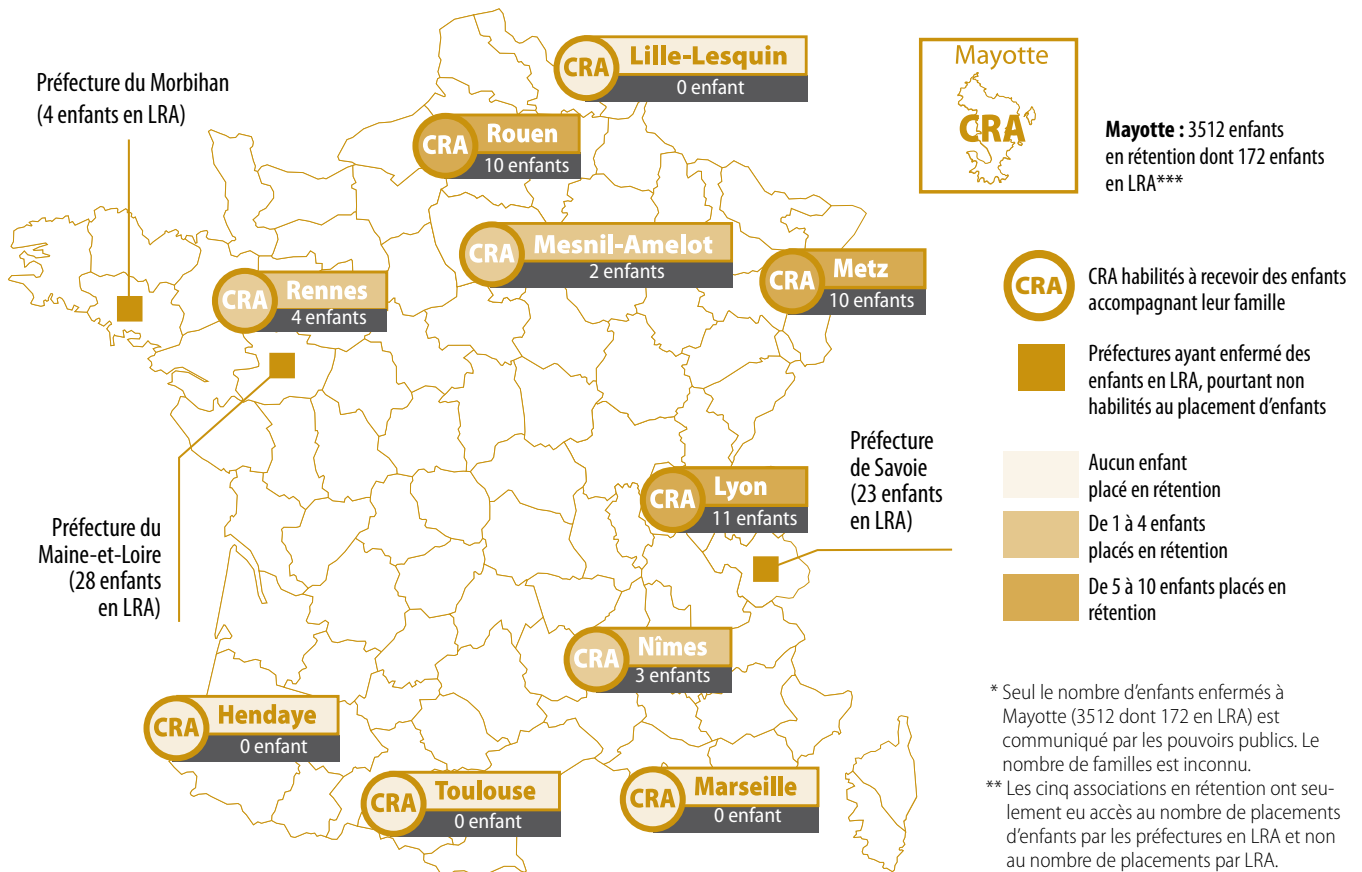 Préfecture du Morbihan
(4 enfants en LRA)
CRA
Lille-Lesquin
0 enfant
CRA
Rouen
10 enfants
CRA
Mesnil-Amelot
2 enfants
CRA
Metz
10 enfants
CRA
Rennes
4 enfants
Préfecture du
Maine-et-Loire
(28 enfants
en LRA)
Préfecture
de Savoie
(23 enfants
en LRA)
CRA
Lyon
11 enfants
CRA
Nîmes
3 enfants
CRA
Hendaye
0 enfant
CRA
Toulouse
0 enfant
CRA
Marseille
0 enfant
Mayotte
CRA
Mayotte : 3512 enfants
en rétention dont 172 enfants
en LRA***
CRA
CRA habilités à recevoir des enfants
accompagnant leur famille
Préfectures ayant enfermé des
enfants en LRA, pourtant non
habilités au placement d'enfants
Aucun enfant
placé en rétention
De 1 à 4 enfants
placés en rétention
De 5 à 10 enfants placés en
rétention
* Seul le nombre d'enfants enfermés à
Mayotte (3512 dont 172 en LRA) est
communiqué par les pouvoirs publics. Le
nombre de familles est inconnu.
** Les cinq associations en rétention ont seu-
lement eu accès au nombre de placements
d'enfants par les préfectures en LRA et non
au nombre de placements par LRA.